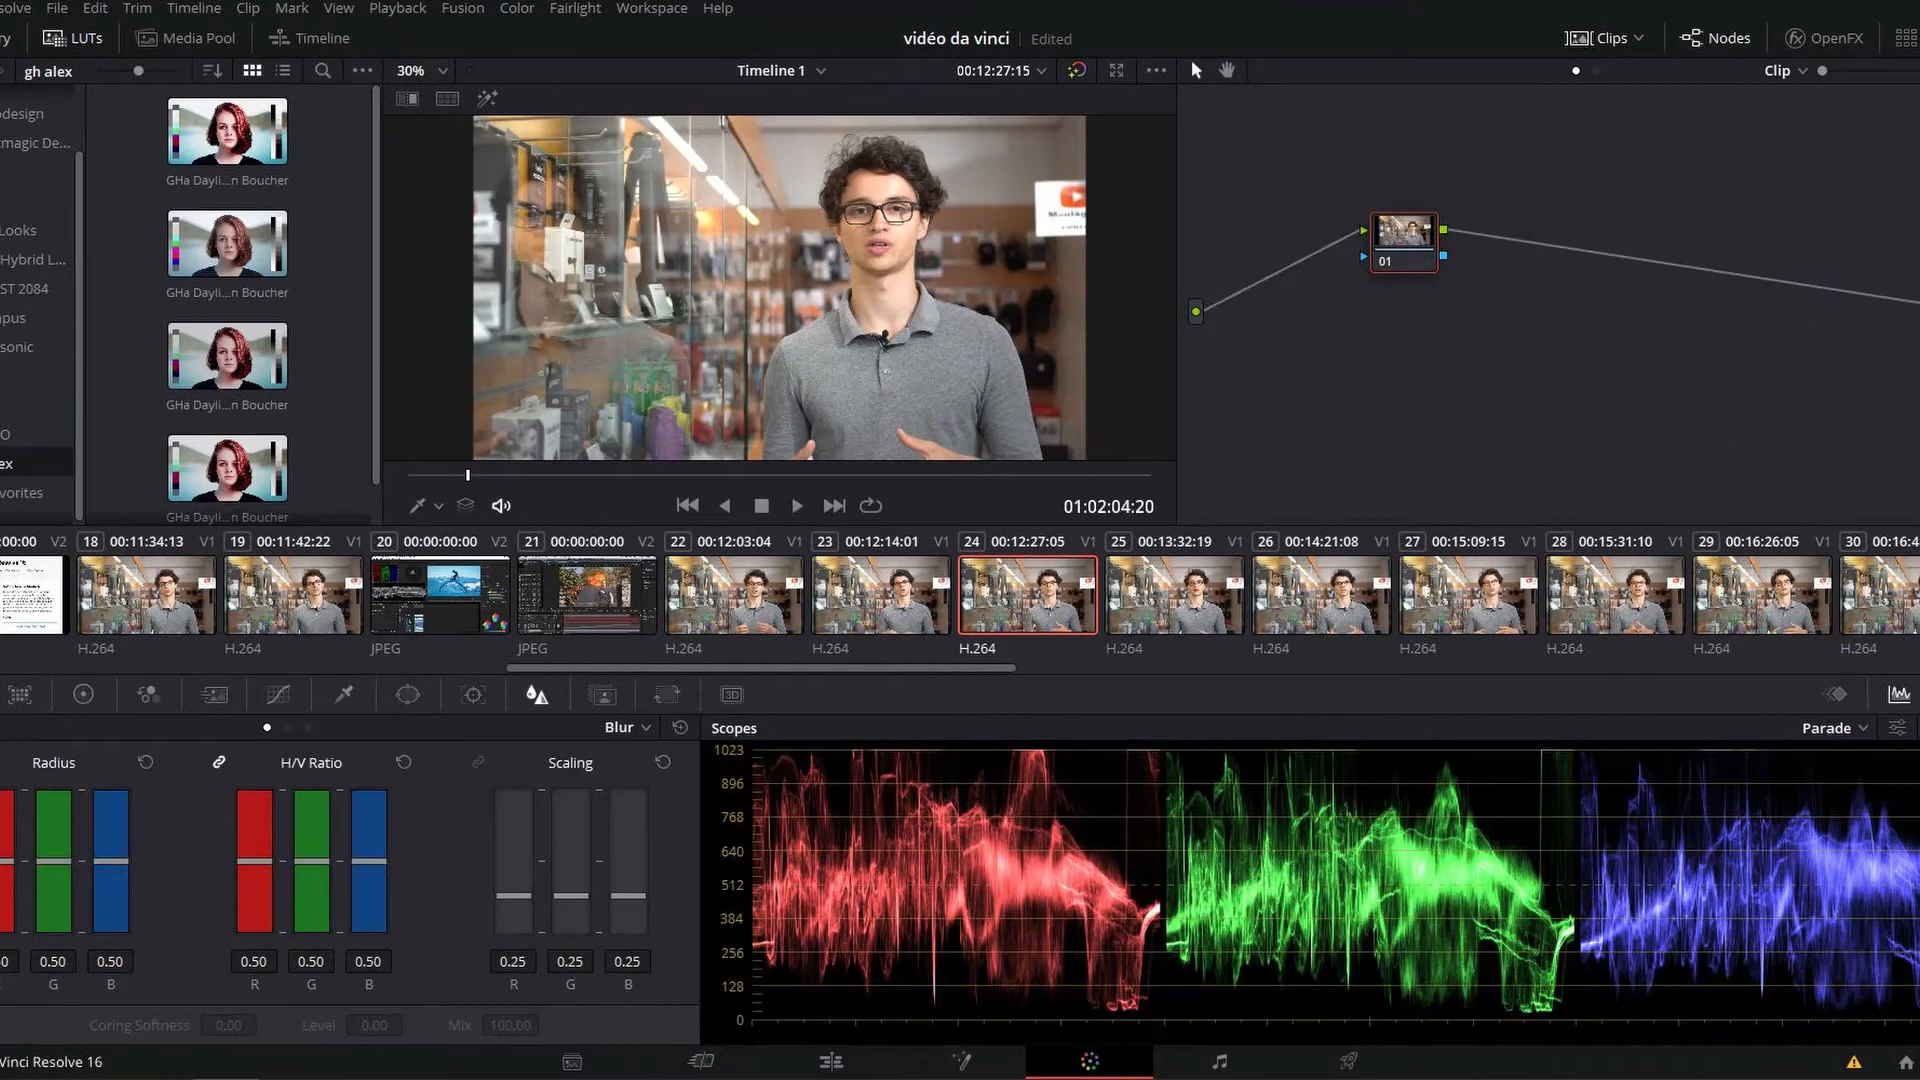 solve File Edit Trim Timeline Clip Mark View Playback Fusion Color Fairlight Workspace Help
ry LUTs Media Pool Timeline vidéo da vinci Edited Clips Nodes OpenFX
gh alex 30% Timeline 1 00:12:27:15 Clip
odesign
kmagic De...
Looks
Hybrid L...
ST 2084
pus
sonic
O
ex
vorites
GHa Dayli...n Boucher
GHa Dayli...n Boucher
GHa Dayli...n Boucher
GHa Dayli...n Boucher
01
01:02:04:20
:00:00 V2 18 00:11:34:13 V1 19 00:11:42:22 V1 20 00:00:00:00 V2 21 00:00:00:00 V2 22 00:12:03:04 V1 23 00:12:14:01 V1 24 00:12:27:05 V1 25 00:13:32:19 V1 26 00:14:21:08 V1 27 00:15:09:15 V1 28 00:15:31:10 V1 29 00:16:26:05 V1 30 00:16:4
H.264 H.264 JPEG JPEG H.264 H.264 H.264 H.264 H.264 H.264 H.264 H.264 H.264
3D
Blur
Radius H/V Ratio Scaling
0 0.50 0.50 0.50 0.50 0.50 0.25 0.25 0.25
G B R G B R G B
Coring Softness 0.00 Level 0.00 Mix 100.00
Scopes Parade
1023
896
768
640
512
384
256
128
0
Vinci Resolve 16